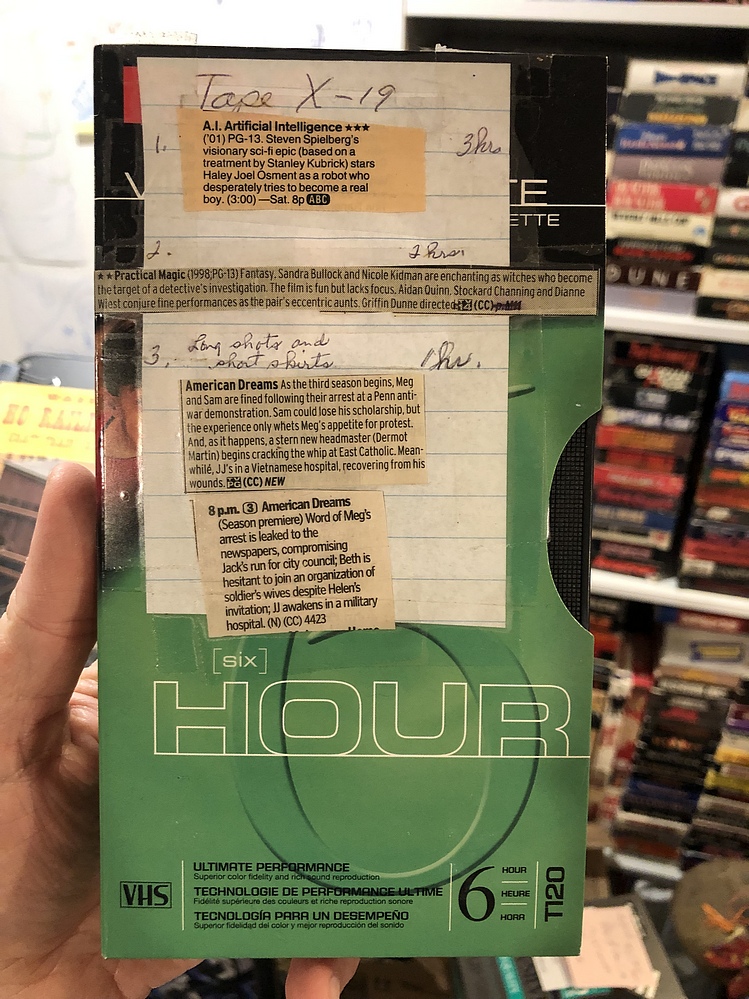 Tape X-19
1.
A.I. Artificial Intelligence ★★★
('01) PG-13. Steven Spielberg's
visionary sci-fi epic (based on a
treatment by Stanley Kubrick) stars
Haley Joel Osment as a robot who
desperately tries to become a real
boy. (3:00) —Sat. 8p ABC
3hrs
TE
ETTE
2.
2 hrs.
★★Practical Magic (1998;PG-13) Fantasy. Sandra Bullock and Nicole Kidman are enchanting as witches who become
the target of a detective's investigation. The film is fun but lacks focus. Aidan Quinn, Stockard Channing and Dianne
Wiest conjure fine performances as the pair's eccentric aunts. Griffin Dunne directed. (CC)
3. Long shots and
short skirts
1hr.
American Dreams As the third season begins, Meg
and Sam are fined following their arrest at a Penn anti-
war demonstration. Sam could lose his scholarship, but
the experience only whets Meg's appetite for protest.
And, as it happens, a stern new headmaster (Dermot
Martin) begins cracking the whip at East Catholic. Mean-
while, JJ's in a Vietnamese hospital, recovering from his
wounds. (CC) NEW
8 p.m. (3) American Dreams
(Season premiere) Word of Meg's
arrest is leaked to the
newspapers, compromising
Jack's run for city council; Beth is
hesitant to join an organization of
soldier's wives despite Helen's
invitation; JJ awakens in a military
hospital. (N) (CC) 4423
[six]
HOUR
VHS
ULTIMATE PERFORMANCE
Superior color fidelity and rich sound reproduction
TECHNOLOGIE DE PERFORMANCE ULTIME
Fidélité supérieure des couleurs et riche reproduction sonore
TECNOLOGÍA PARA UN DESEMPEÑO
Superior fidelidad del color y mejor reproducción del sonido
6
HOUR
HEURE
HORA
T120
DUNE